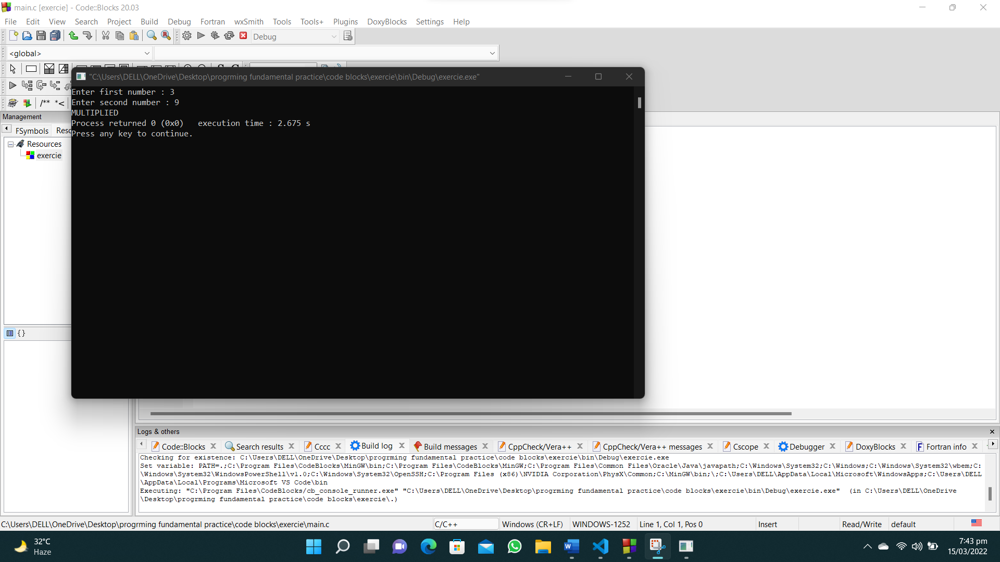 main.c [exercie] - Code::Blocks 20.03
File Edit View Search Project Build Debug Fortran wxSmith Tools Tools+ Plugins DoxyBlocks Settings Help
Debug
<global>
/** *<
Management
FSymbols
Resources
exercie
{}
"C:\Users\DELL\OneDrive\Desktop\progrming fundamental practice\code blocks\exercie\bin\Debug\exercie.exe"
Enter first number : 3
Enter second number : 9
MULTIPLIED
Process returned 0 (0x0)   execution time : 2.675 s
Press any key to continue.
Logs & others
Code::Blocks Search results Cccc Build log Build messages CppCheck/Vera++ CppCheck/Vera++ messages Cscope Debugger DoxyBlocks Fortran info
Checking for existence: C:\Users\DELL\OneDrive\Desktop\progrming fundamental practice\code blocks\exercie\bin\Debug\exercie.exe
Set variable: PATH=.;C:\Program Files\CodeBlocks\MinGW\bin;C:\Program Files\CodeBlocks\MinGW;C:\Program Files\Common Files\Oracle\Java\javapath;C:\Windows\System32;C:\Windows;C:\Windows\System32\wbem;C:
\Windows\System32\WindowsPowerShell\v1.0;C:\Windows\System32\OpenSSH;C:\Program Files (x86)\NVIDIA Corporation\PhysX\Common;C:\MinGW\bin;\;C:\Users\DELL\AppData\Local\Microsoft\WindowsApps;C:\Users\DELL
\AppData\Local\Programs\Microsoft VS Code\bin
Executing: "C:\Program Files\CodeBlocks/cb_console_runner.exe" "C:\Users\DELL\OneDrive\Desktop\progrming fundamental practice\code blocks\exercie\bin\Debug\exercie.exe"  (in C:\Users\DELL\OneDrive
\Desktop\progrming fundamental practice\code blocks\exercie\.)
C:\Users\DELL\OneDrive\Desktop\progrming fundamental practice\code blocks\exercie\main.c C/C++ Windows (CR+LF) WINDOWS-1252 Line 1, Col 1, Pos 0 Insert Read/Write default
32°C
Haze
7:43 pm
15/03/2022